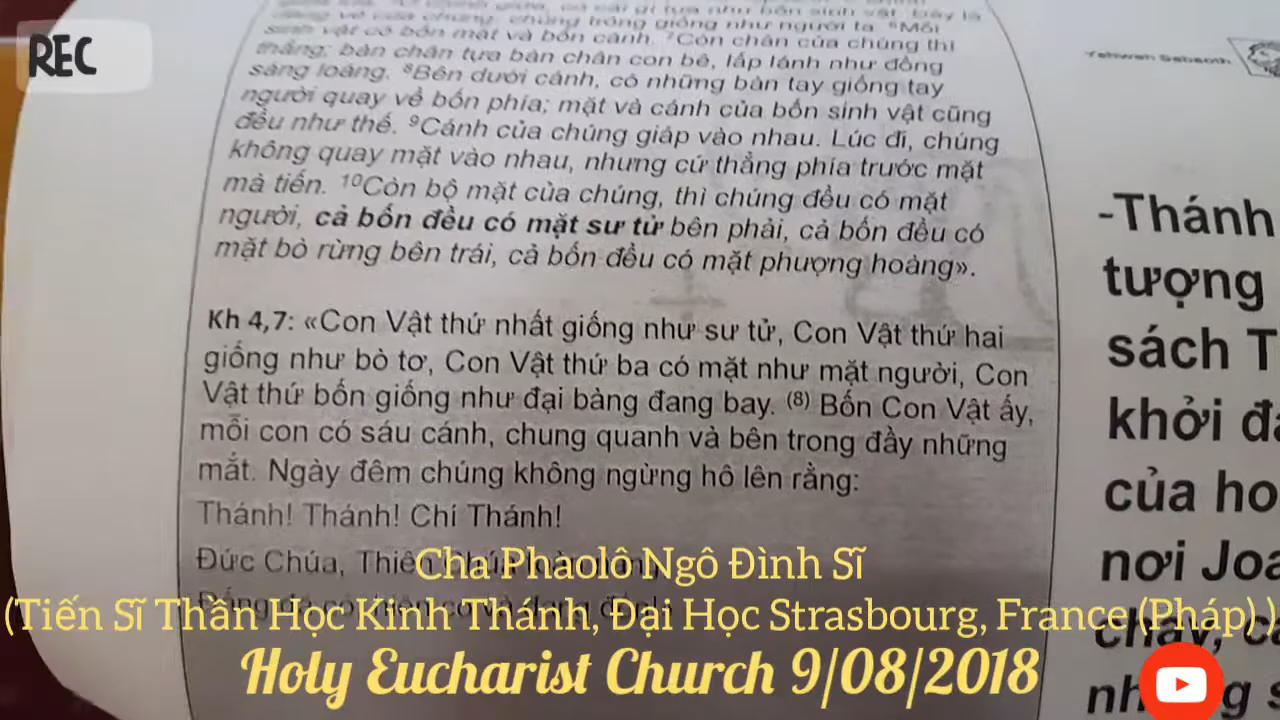 REC
sinh vật có bốn mặt và bốn cánh. ⁷Còn chân của chúng thì
thẳng; bàn chân tựa bàn chân con bê, lấp lánh như đồng
sáng loáng. ⁸Bên dưới cánh, có những bàn tay giống tay
người quay về bốn phía; mặt và cánh của bốn sinh vật cũng
đều như thế. ⁹Cánh của chúng giáp vào nhau. Lúc đi, chúng
không quay mặt vào nhau, nhưng cứ thẳng phía trước mặt
mà tiến. ¹⁰Còn bộ mặt của chúng, thì chúng đều có mặt
người, cả bốn đều có mặt sư tử bên phải, cả bốn đều có
mặt bò rừng bên trái, cả bốn đều có mặt phượng hoàng».
Kh 4,7: «Con Vật thứ nhất giống như sư tử, Con Vật thứ hai
giống như bò tơ, Con Vật thứ ba có mặt như mặt người, Con
Vật thứ bốn giống như đại bàng đang bay. ⁽⁸⁾ Bốn Con Vật ấy,
mỗi con có sáu cánh, chung quanh và bên trong đầy những
mắt. Ngày đêm chúng không ngừng hô lên rằng:
Thánh! Thánh! Chí Thánh!
Đức Chúa, Thiên
Yahweh Sabaoth
-Thánh
tượng
sách T
khởi đ
của ho
nơi Joa
Cha Phaolô Ngô Đình Sĩ
(Tiến Sĩ Thần Học Kinh Thánh, Đại Học Strasbourg, France (Pháp) )
Holy Eucharist Church 9/08/2018